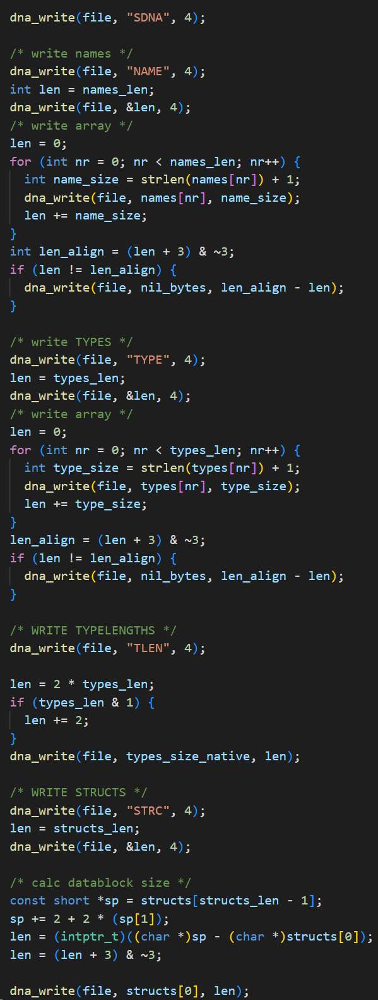 dna_write(file, "SDNA", 4);

/* write names */
dna_write(file, "NAME", 4);
int len = names_len;
dna_write(file, &len, 4);
/* write array */
len = 0;
for (int nr = 0; nr < names_len; nr++) {
  int name_size = strlen(names[nr]) + 1;
  dna_write(file, names[nr], name_size);
  len += name_size;
}
int len_align = (len + 3) & ~3;
if (len != len_align) {
  dna_write(file, nil_bytes, len_align - len);
}

/* write TYPES */
dna_write(file, "TYPE", 4);
len = types_len;
dna_write(file, &len, 4);
/* write array */
len = 0;
for (int nr = 0; nr < types_len; nr++) {
  int type_size = strlen(types[nr]) + 1;
  dna_write(file, types[nr], type_size);
  len += type_size;
}
len_align = (len + 3) & ~3;
if (len != len_align) {
  dna_write(file, nil_bytes, len_align - len);
}

/* WRITE TYPELENGTHS */
dna_write(file, "TLEN", 4);

len = 2 * types_len;
if (types_len & 1) {
  len += 2;
}
dna_write(file, types_size_native, len);

/* WRITE STRUCTS */
dna_write(file, "STRC", 4);
len = structs_len;
dna_write(file, &len, 4);

/* calc datablock size */
const short *sp = structs[structs_len - 1];
sp += 2 + 2 * (sp[1]);
len = (intptr_t)((char *)sp - (char *)structs[0]);
len = (len + 3) & ~3;

dna_write(file, structs[0], len);